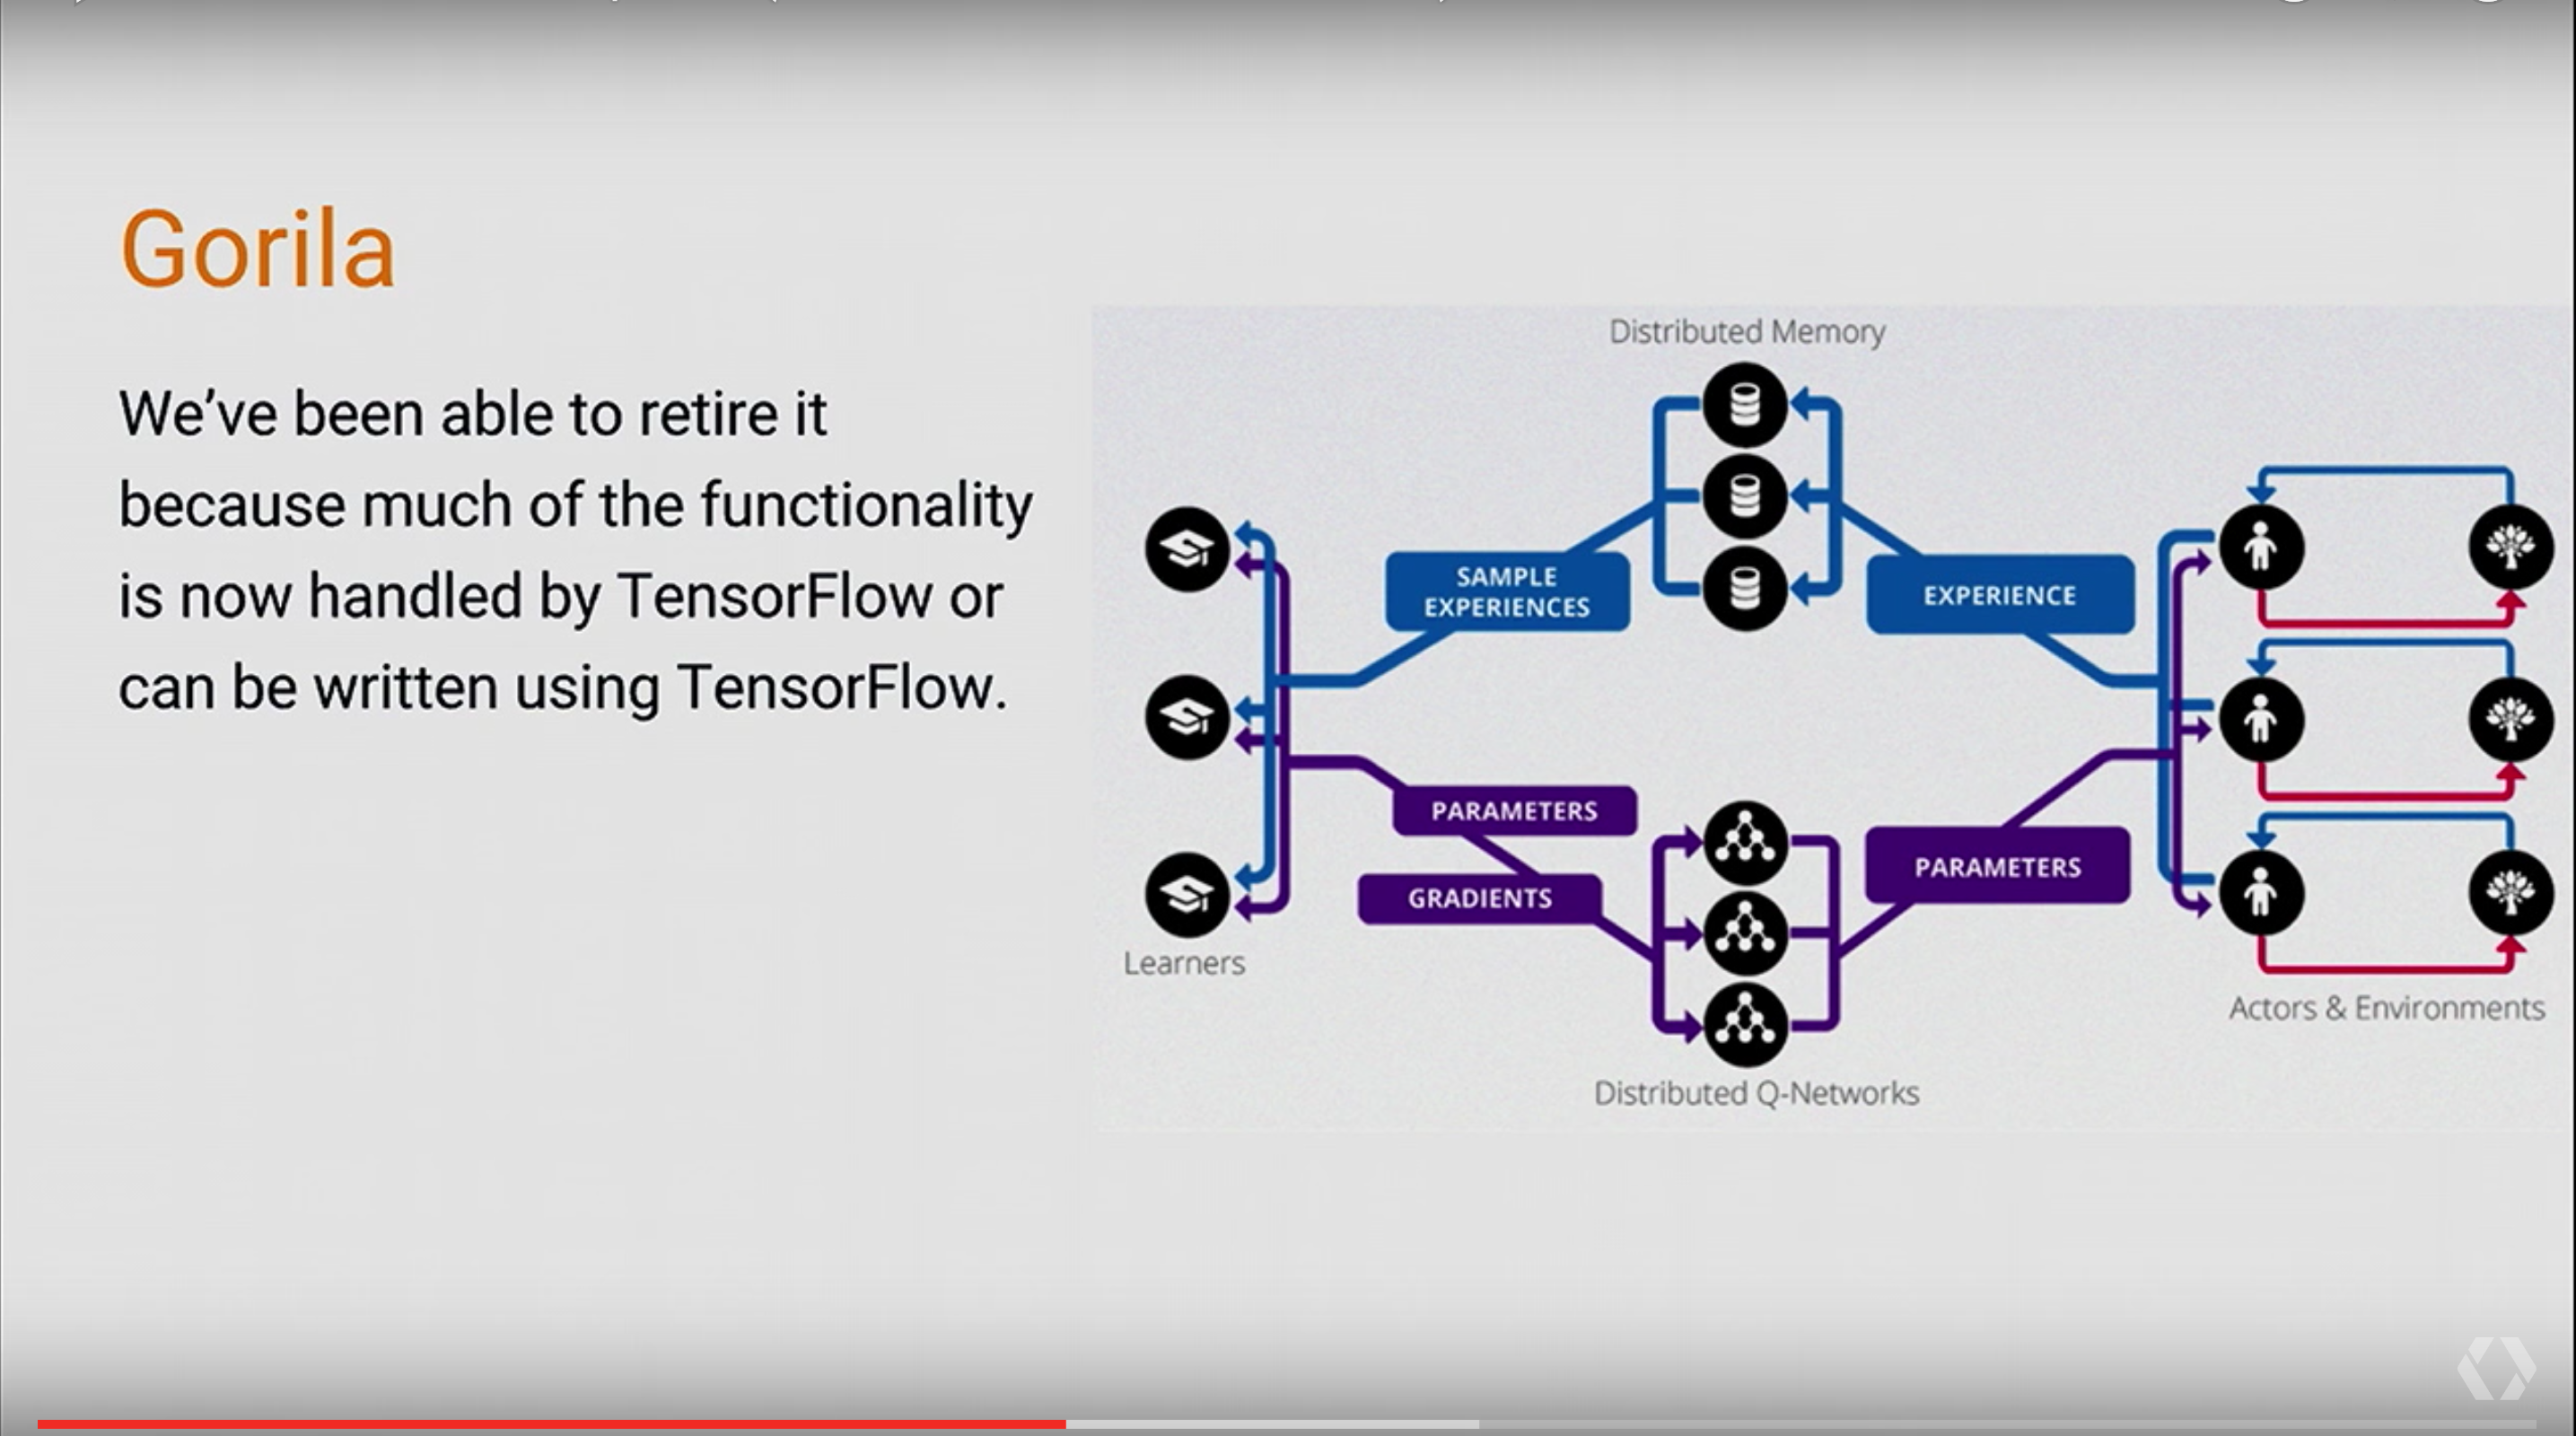 Gorila
We've been able to retire it
because much of the functionality
is now handled by TensorFlow or
can be written using TensorFlow.
Distributed Memory
SAMPLE
EXPERIENCES
EXPERIENCE
PARAMETERS
GRADIENTS
PARAMETERS
Learners
Actors & Environments
Distributed Q-Networks